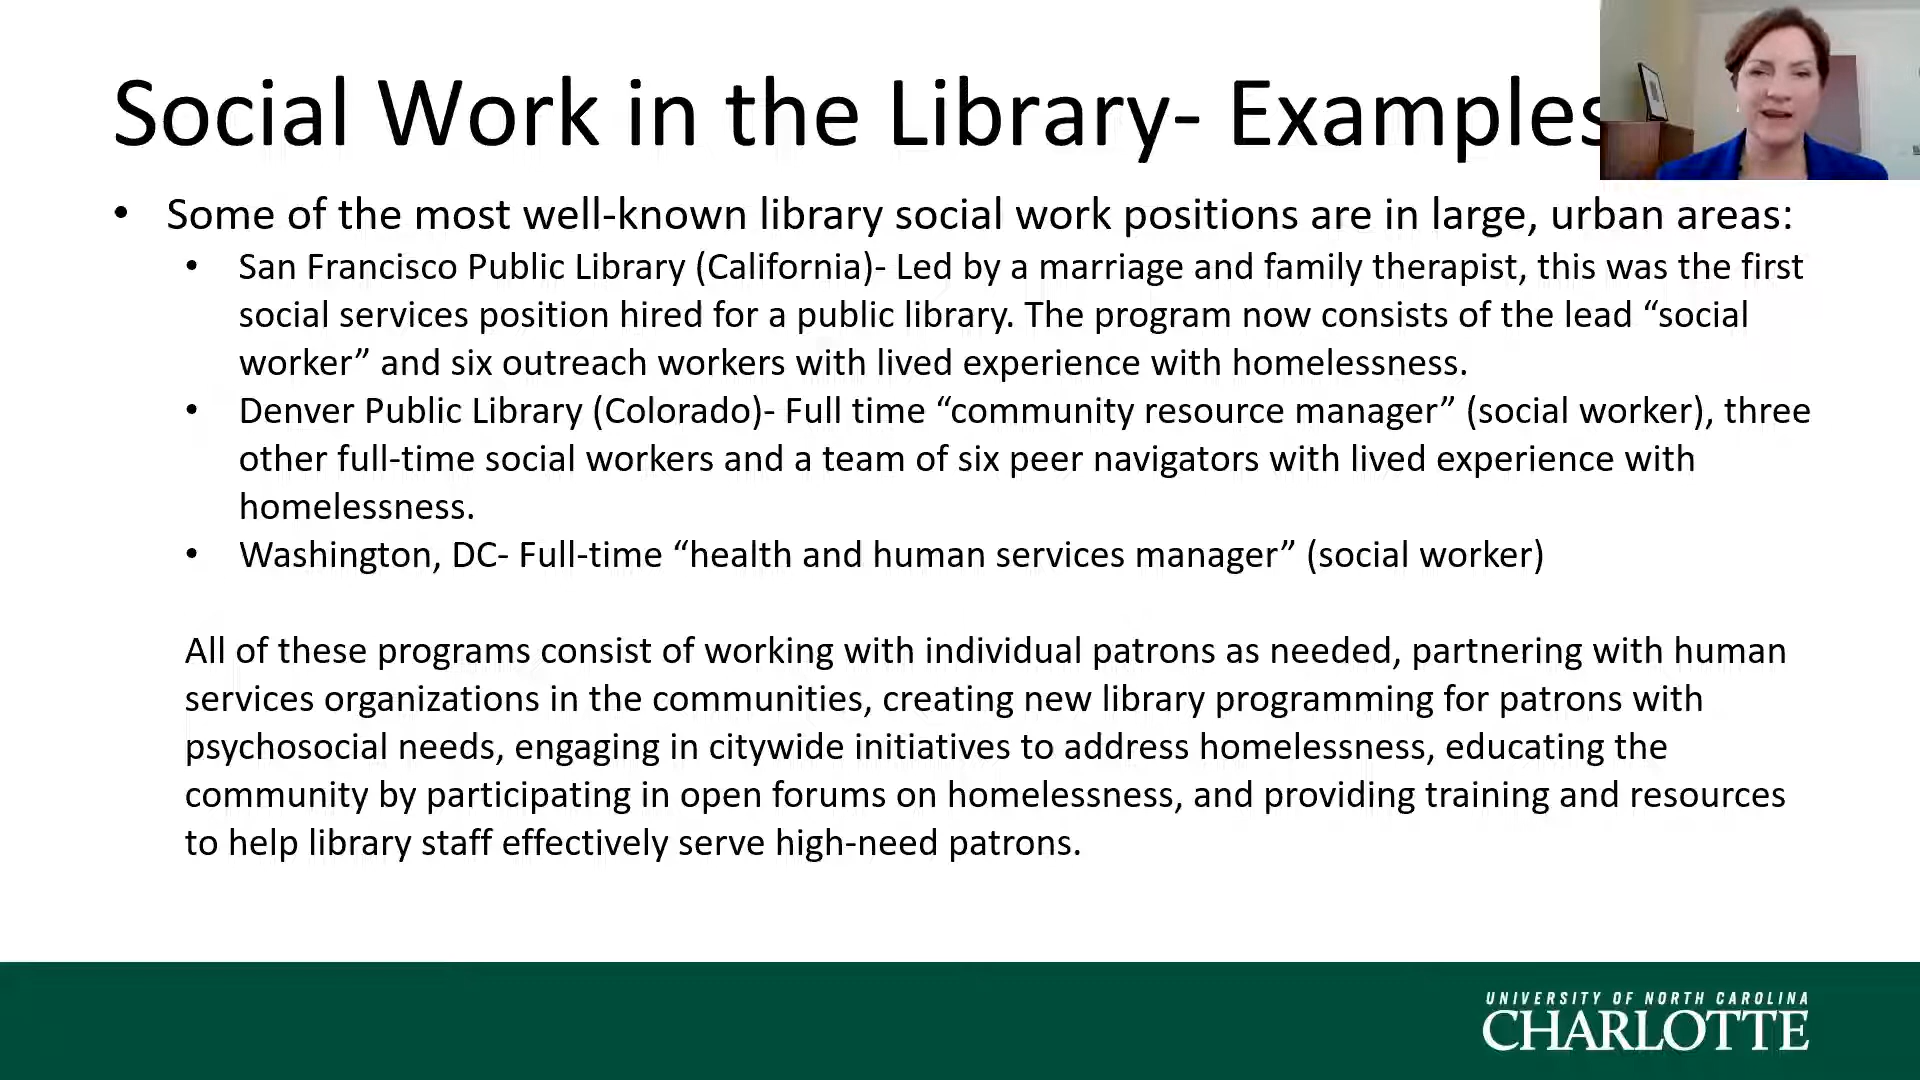 Social Work in the Library- Examples
• Some of the most well-known library social work positions are in large, urban areas:
• San Francisco Public Library (California)- Led by a marriage and family therapist, this was the first
social services position hired for a public library. The program now consists of the lead “social
worker” and six outreach workers with lived experience with homelessness.
• Denver Public Library (Colorado)- Full time “community resource manager” (social worker), three
other full-time social workers and a team of six peer navigators with lived experience with
homelessness.
• Washington, DC- Full-time “health and human services manager” (social worker)
All of these programs consist of working with individual patrons as needed, partnering with human
services organizations in the communities, creating new library programming for patrons with
psychosocial needs, engaging in citywide initiatives to address homelessness, educating the
community by participating in open forums on homelessness, and providing training and resources
to help library staff effectively serve high-need patrons.
UNIVERSITY OF NORTH CAROLINA
CHARLOTTE